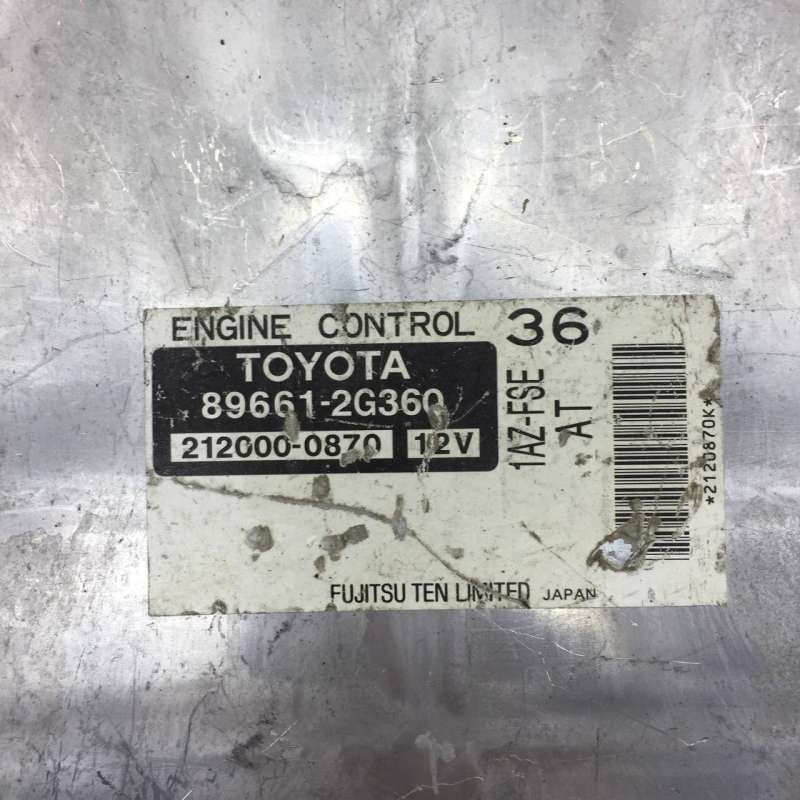 ENGINE CONTROL 36
TOYOTA
89661-2G360
212000-0870 12V
1AZ-FSE
AT
*2120870K*
FUJITSU TEN LIMITED JAPAN